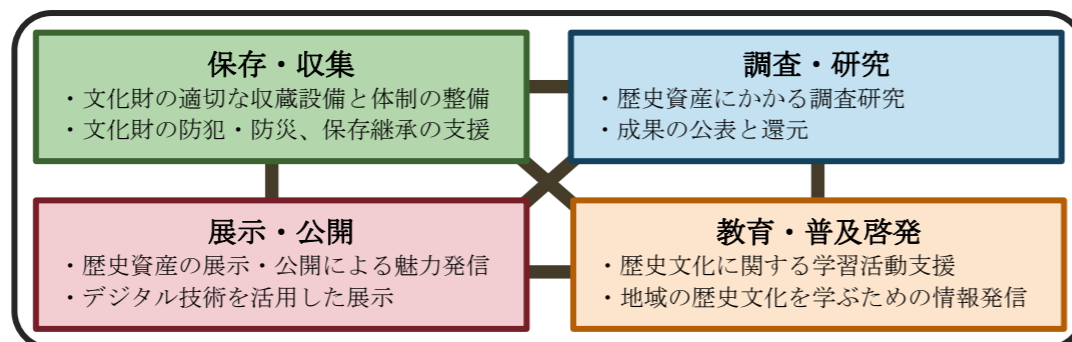 保存・収集
・文化財の適切な収蔵設備と体制の整備
・文化財の防犯・防災、保存継承の支援
調査・研究
・歴史資産にかかる調査研究
・成果の公表と還元
展示・公開
・歴史資産の展示・公開による魅力発信
・デジタル技術を活用した展示
教育・普及啓発
・歴史文化に関する学習活動支援
・地域の歴史文化を学ぶための情報発信